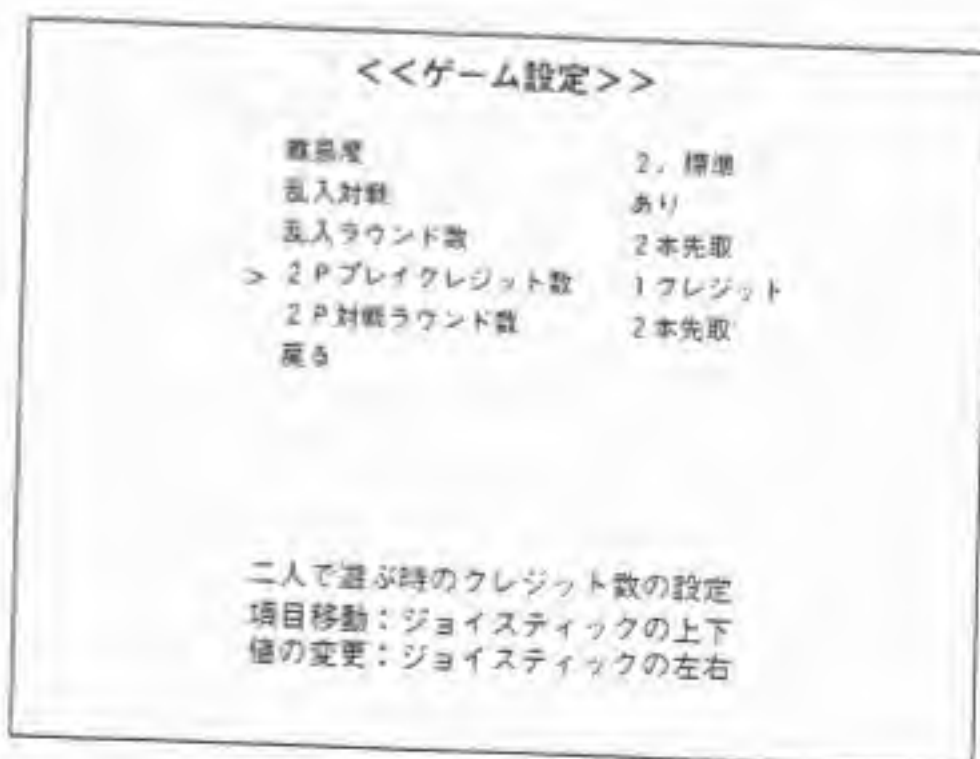 <<ゲーム設定>>
難易度 2. 標準
乱入対戦 あり
乱入ラウンド数 2本先取
> 2Pプレイクレジット数 1クレジット
2P対戦ラウンド数 2本先取
戻る
二人で遊ぶ時のクレジット数の設定
項目移動：ジョイスティックの上下
値の変更：ジョイスティックの左右